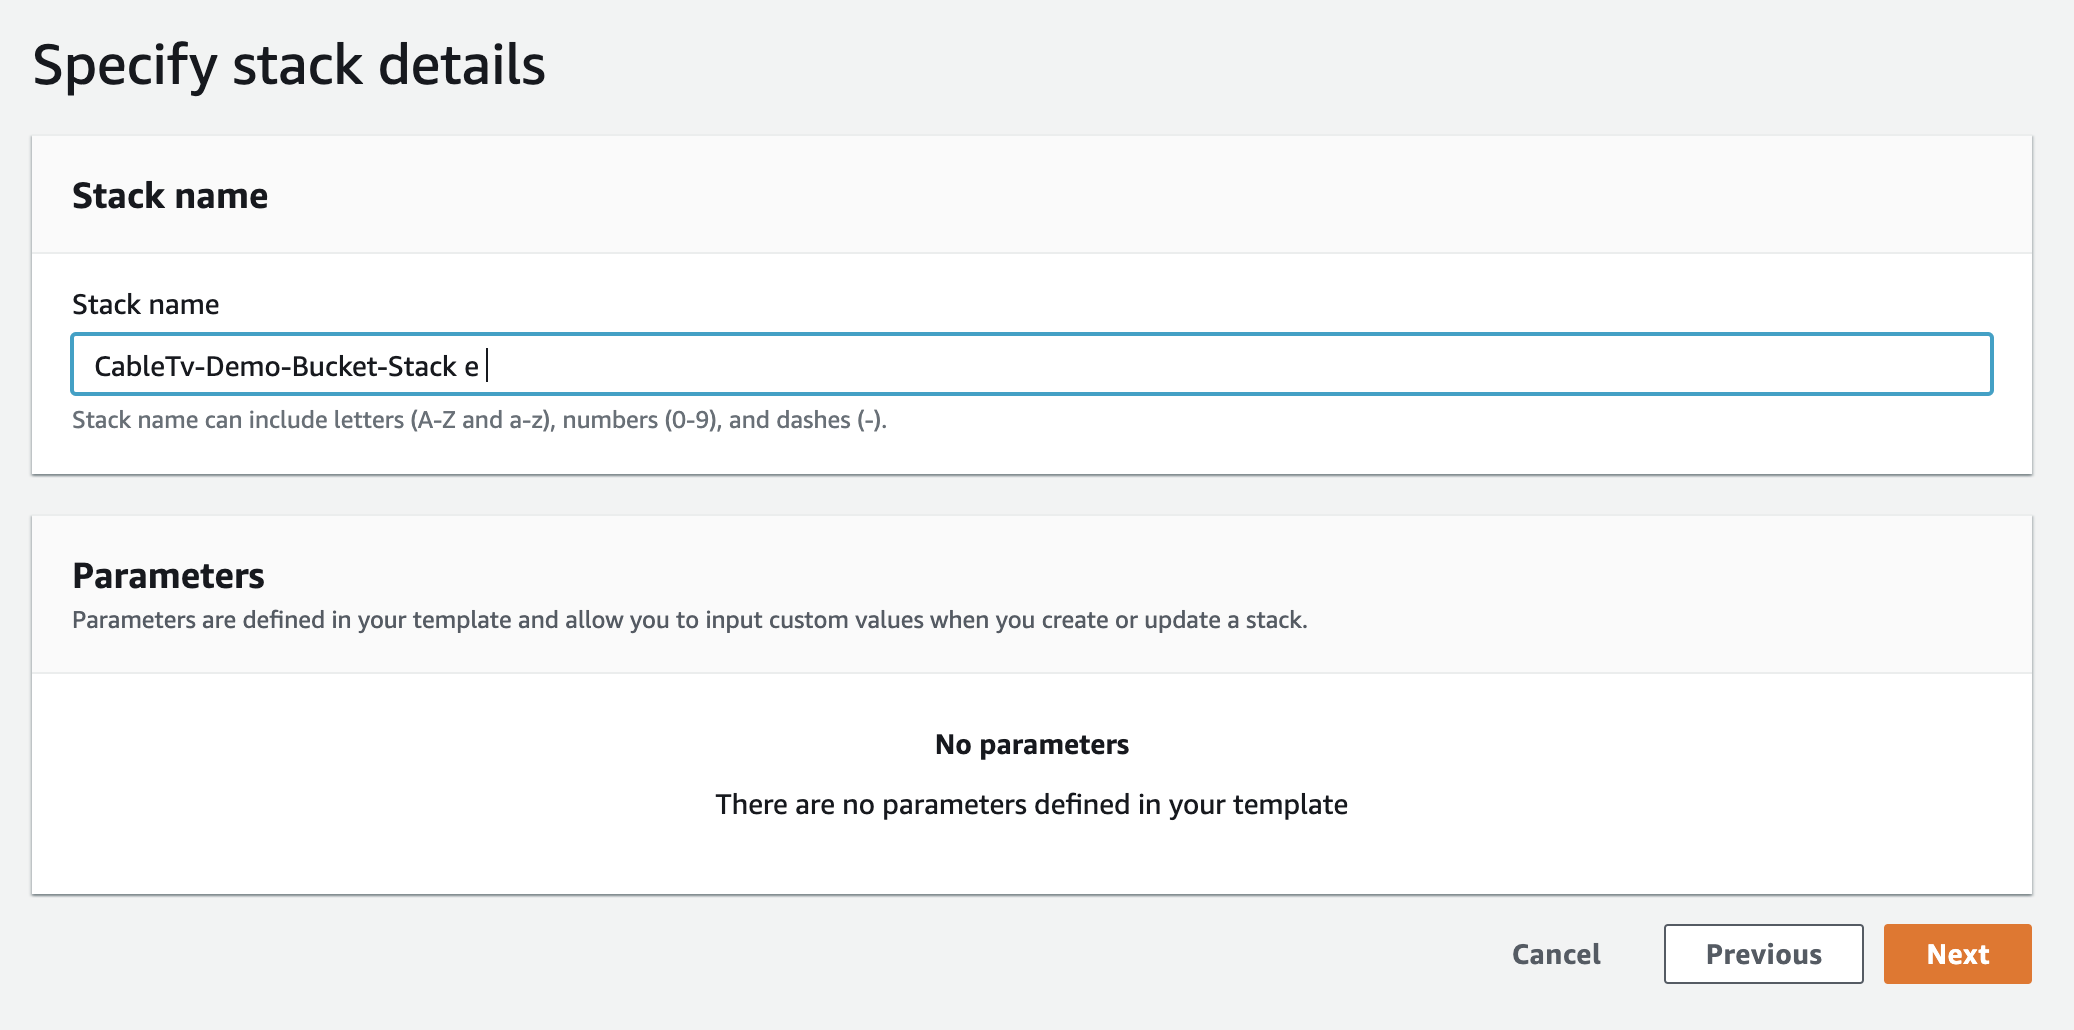 Specify stack details
Stack name
Stack name
CableTv-Demo-Bucket-Stack e
Stack name can include letters (A-Z and a-z), numbers (0-9), and dashes (-).
Parameters
Parameters are defined in your template and allow you to input custom values when you create or update a stack.
No parameters
There are no parameters defined in your template
Cancel
Previous
Next